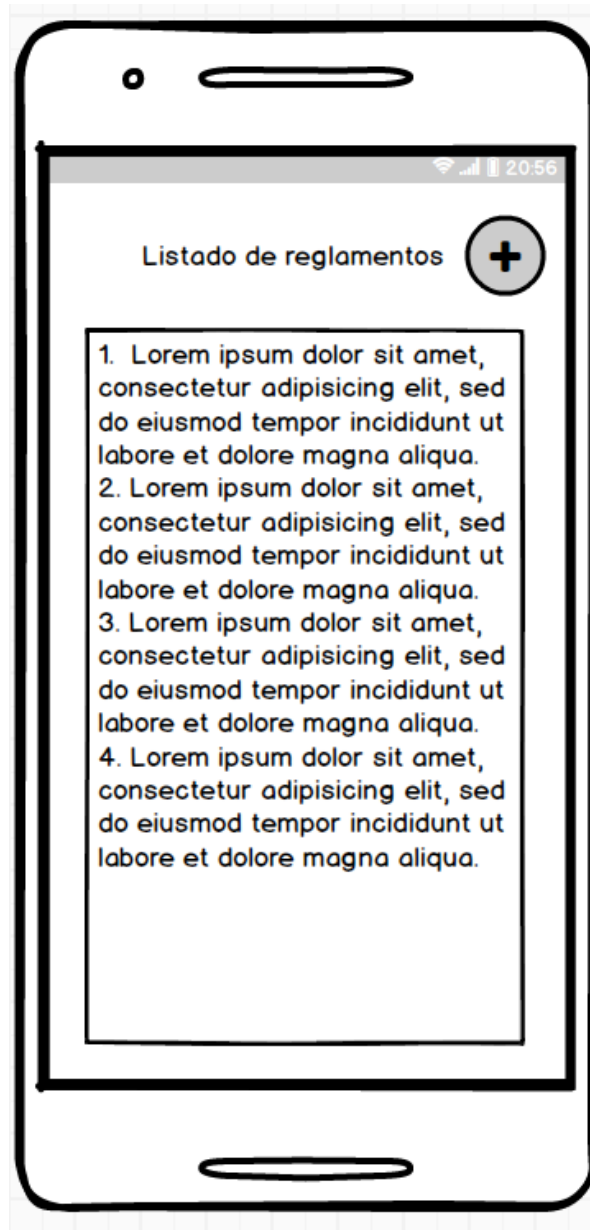 20:56
Listado de reglamentos
1.  Lorem ipsum dolor sit amet,
consectetur adipisicing elit, sed
do eiusmod tempor incididunt ut
labore et dolore magna aliqua.
2. Lorem ipsum dolor sit amet,
consectetur adipisicing elit, sed
do eiusmod tempor incididunt ut
labore et dolore magna aliqua.
3. Lorem ipsum dolor sit amet,
consectetur adipisicing elit, sed
do eiusmod tempor incididunt ut
labore et dolore magna aliqua.
4. Lorem ipsum dolor sit amet,
consectetur adipisicing elit, sed
do eiusmod tempor incididunt ut
labore et dolore magna aliqua.